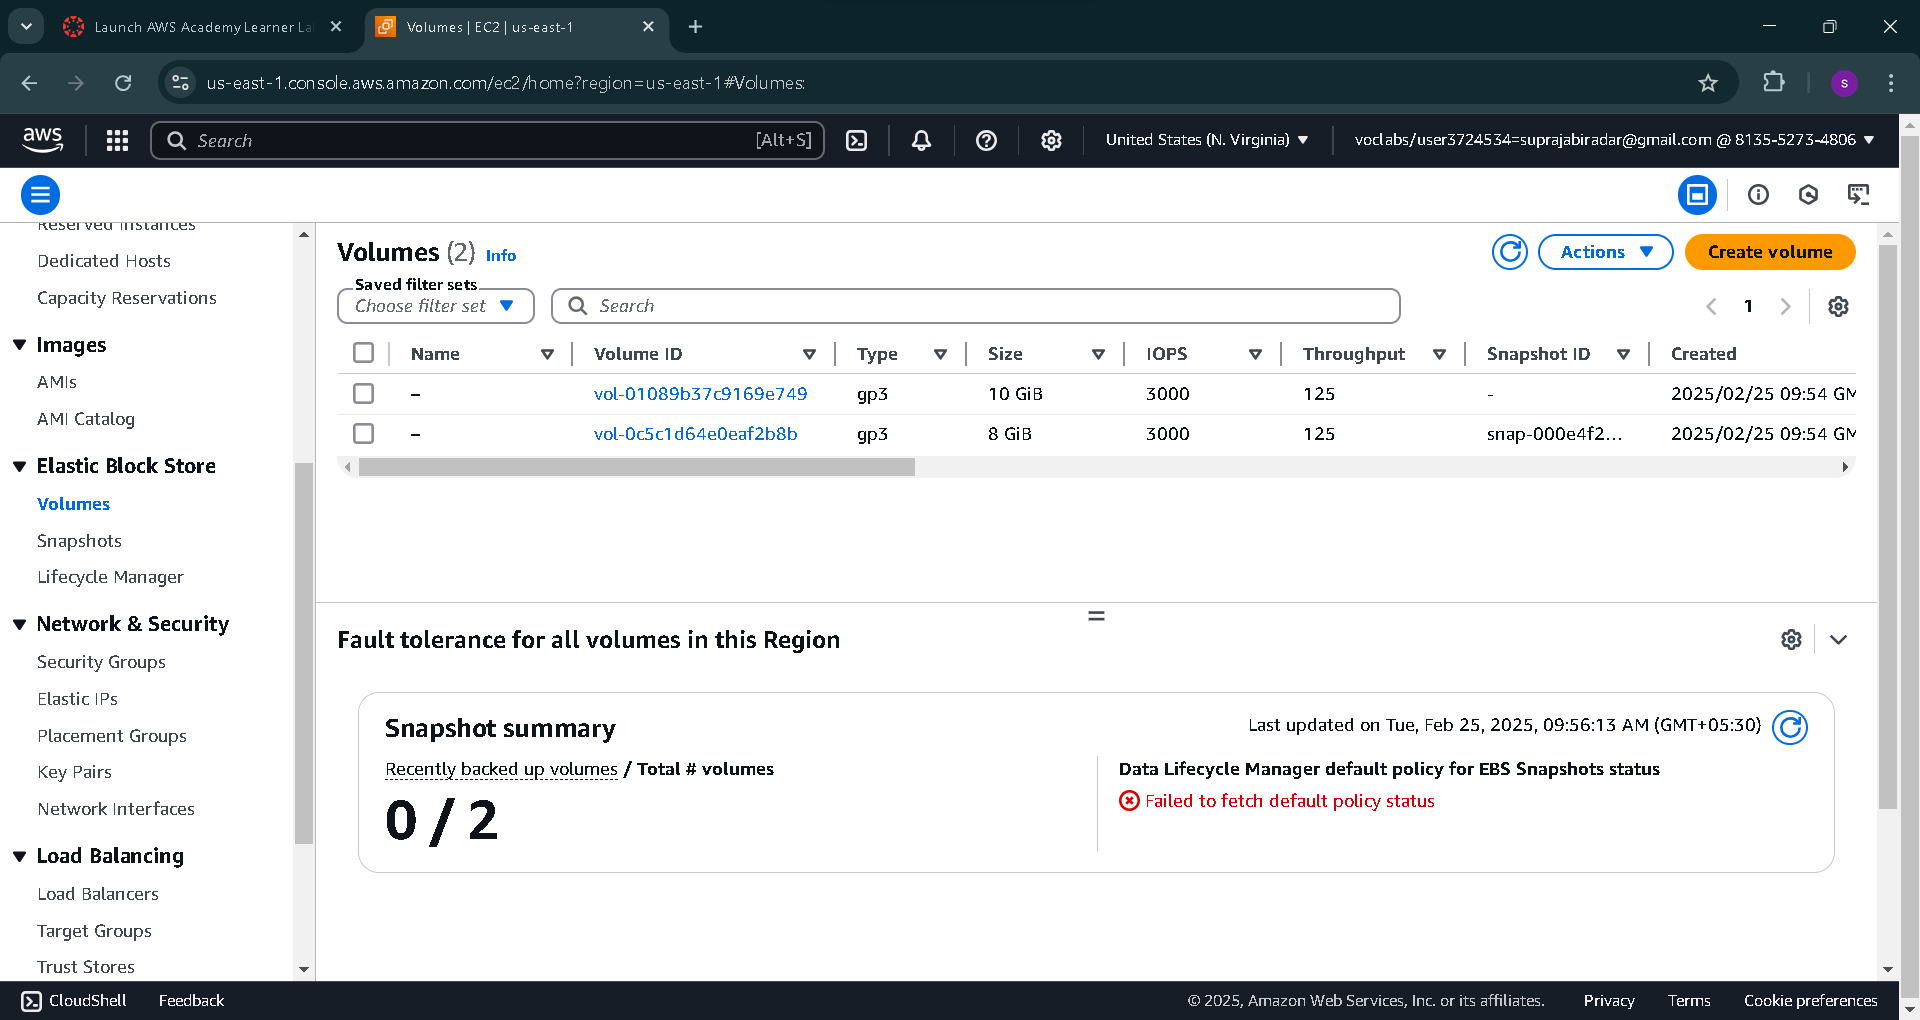 Launch AWS Academy Learner La
Volumes | EC2 | us-east-1
us-east-1.console.aws.amazon.com/ec2/home?region=us-east-1#Volumes:
S
aws
Search
[Alt+S]
United States (N. Virginia)
voclabs/user3724534=suprajabiradar@gmail.com @ 8135-5273-4806
Reserved Instances
Dedicated Hosts
Capacity Reservations
Images
AMIs
AMI Catalog
Elastic Block Store
Volumes
Snapshots
Lifecycle Manager
Network & Security
Security Groups
Elastic IPs
Placement Groups
Key Pairs
Network Interfaces
Load Balancing
Load Balancers
Target Groups
Trust Stores
Volumes (2) Info
Actions
Create volume
Saved filter sets
Choose filter set
Search
1
Name Volume ID Type Size IOPS Throughput Snapshot ID Created
– vol-01089b37c9169e749 gp3 10 GiB 3000 125 - 2025/02/25 09:54 GM
– vol-0c5c1d64e0eaf2b8b gp3 8 GiB 3000 125 snap-000e4f2... 2025/02/25 09:54 GM
Fault tolerance for all volumes in this Region
Snapshot summary
Last updated on Tue, Feb 25, 2025, 09:56:13 AM (GMT+05:30)
Recently backed up volumes / Total # volumes
0 / 2
Data Lifecycle Manager default policy for EBS Snapshots status
Failed to fetch default policy status
CloudShell Feedback
© 2025, Amazon Web Services, Inc. or its affiliates. Privacy Terms Cookie preferences